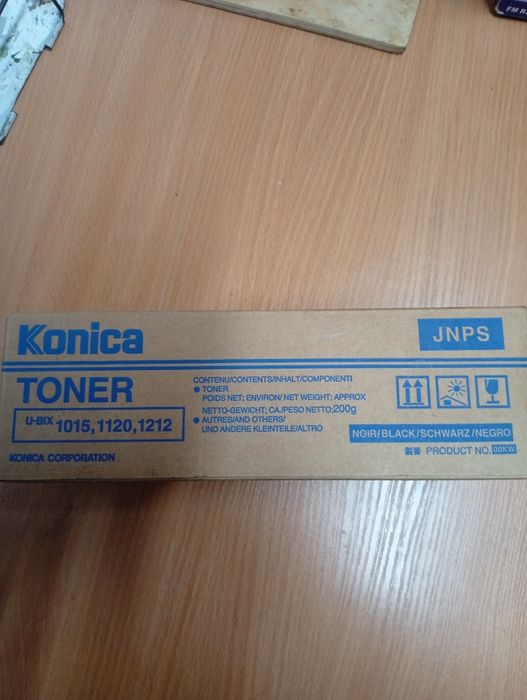 FM R
Konica
JNPS
TONER
U-BIX 1015,1120,1212
KONICA CORPORATION
CONTENU/CONTENTS/INHALT/COMPONENTI
● TONER
POIDS NET; ENVIRON/NET WEIGHT; APPROX
NETTO-GEWICHT; CA./PESO NETTO;200g
● AUTRES/AND OTHERS/
UND ANDERE KLEINTEILE/ALTRO
NOIR/BLACK/SCHWARZ/NEGRO
製番 PRODUCT NO. 00KW